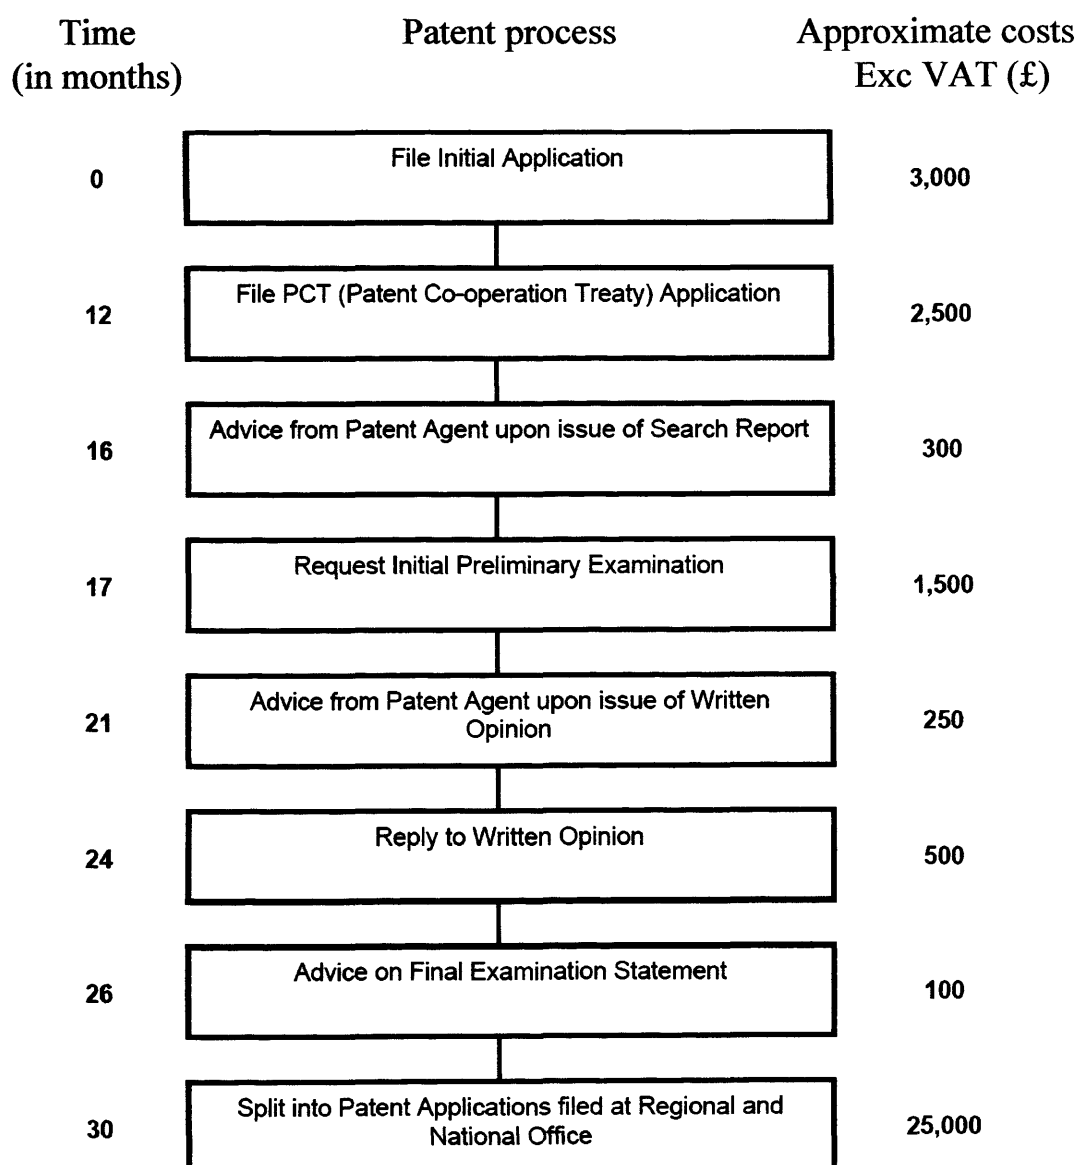 Time Patent process Approximate costs
(in months) Exc VAT (£)
File Initial Application
0 3,000
File PCT (Patent Co-operation Treaty) Application
12 2,500
Advice from Patent Agent upon issue of Search Report
16 300
Request Initial Preliminary Examination
17 1,500
Advice from Patent Agent upon issue of Written
Opinion
21 250
Reply to Written Opinion
24 500
Advice on Final Examination Statement
26 100
Split into Patent Applications filed at Regional and
National Office
30 25,000